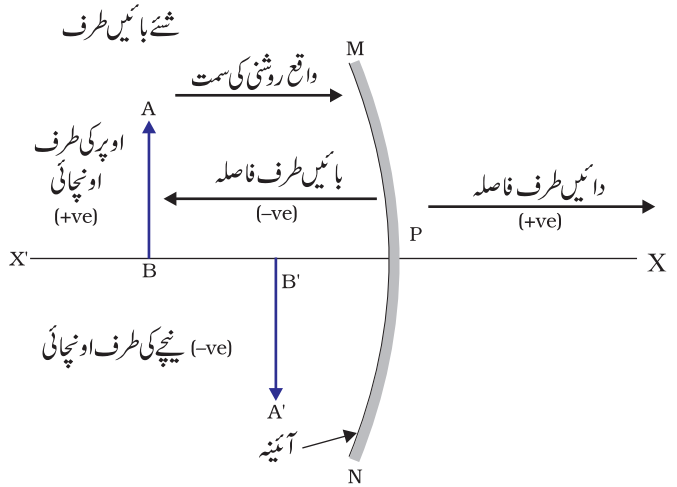 شئے بائیں طرف
M
واقع روشنی کی سمت
A
اوپر کی طرف
اونچائی
(+ve)
بائیں طرف فاصلہ
(–ve)
دائیں طرف فاصلہ
(+ve)
P
X'
B
B'
X
نیچے کی طرف اونچائی (–ve)
A'
آئینہ
N